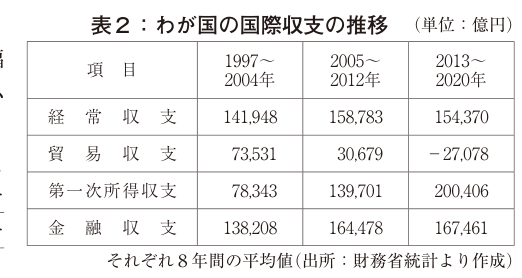 表２：わが国の国際収支の推移 （単位：億円）
項目 1997～2004年 2005～2012年 2013～2020年
経常収支 141,948 158,783 154,370
貿易収支 73,531 30,679 −27,078
第一次所得収支 78,343 139,701 200,406
金融収支 138,208 164,478 167,461
それぞれ８年間の平均値（出所：財務省統計より作成）